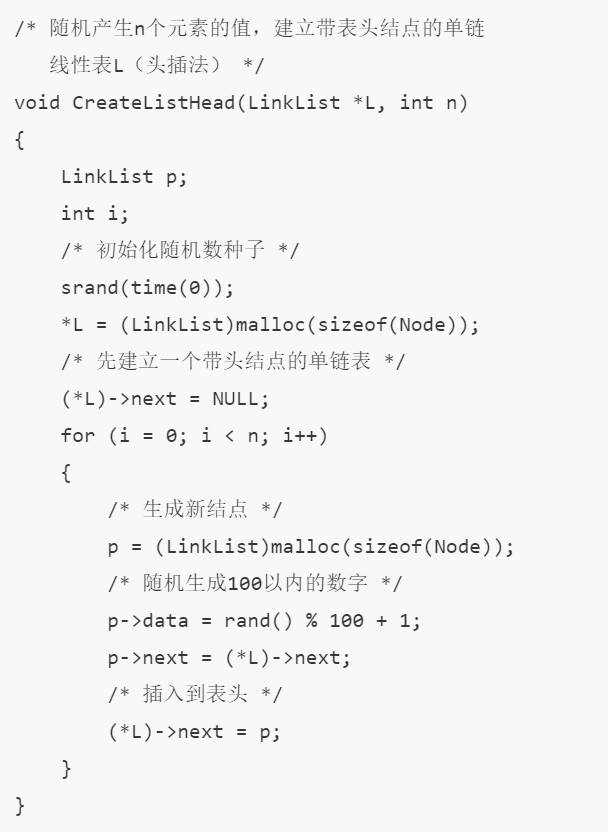 /* 随机产生n个元素的值，建立带表头结点的单链
   线性表L（头插法） */
void CreateListHead(LinkList *L, int n)
{
    LinkList p;
    int i;
    /* 初始化随机数种子 */
    srand(time(0));
    *L = (LinkList)malloc(sizeof(Node));
    /* 先建立一个带头结点的单链表 */
    (*L)->next = NULL;
    for (i = 0; i < n; i++)
    {
        /* 生成新结点 */
        p = (LinkList)malloc(sizeof(Node));
        /* 随机生成100以内的数字 */
        p->data = rand() % 100 + 1;
        p->next = (*L)->next;
        /* 插入到表头 */
        (*L)->next = p;
    }
}